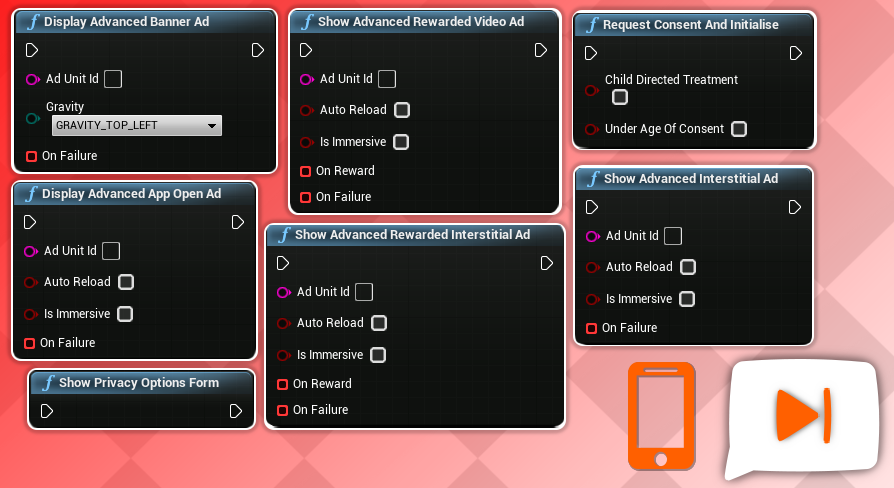 Display Advanced Banner Ad
Ad Unit Id
Gravity
GRAVITY_TOP_LEFT
On Failure
Display Advanced App Open Ad
Ad Unit Id
Auto Reload
Is Immersive
On Failure
Show Privacy Options Form
Show Advanced Rewarded Video Ad
Ad Unit Id
Auto Reload
Is Immersive
On Reward
On Failure
Show Advanced Rewarded Interstitial Ad
Ad Unit Id
Auto Reload
Is Immersive
On Reward
On Failure
Request Consent And Initialise
Child Directed Treatment
Under Age Of Consent
Show Advanced Interstitial Ad
Ad Unit Id
Auto Reload
Is Immersive
On Failure